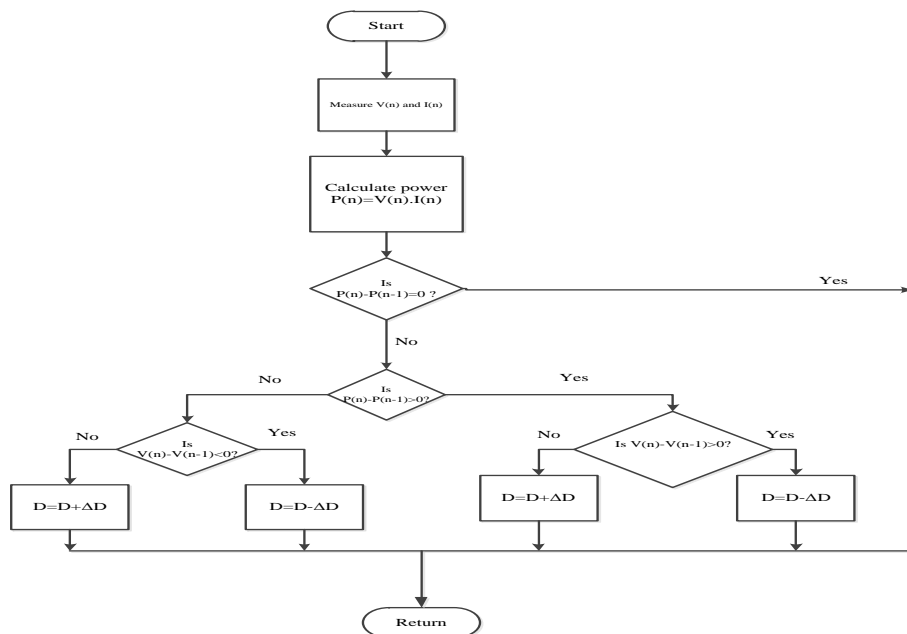 Start
Measure V(n) and I(n)
Calculate power
P(n)=V(n).I(n)
Is
P(n)-P(n-1)=0 ?
Yes
No
Is
P(n)-P(n-1)>0?
No
Yes
Is
V(n)-V(n-1)<0?
No
Yes
Is V(n)-V(n-1)>0?
No
Yes
D=D+ΔD
D=D-ΔD
D=D+ΔD
D=D-ΔD
Return